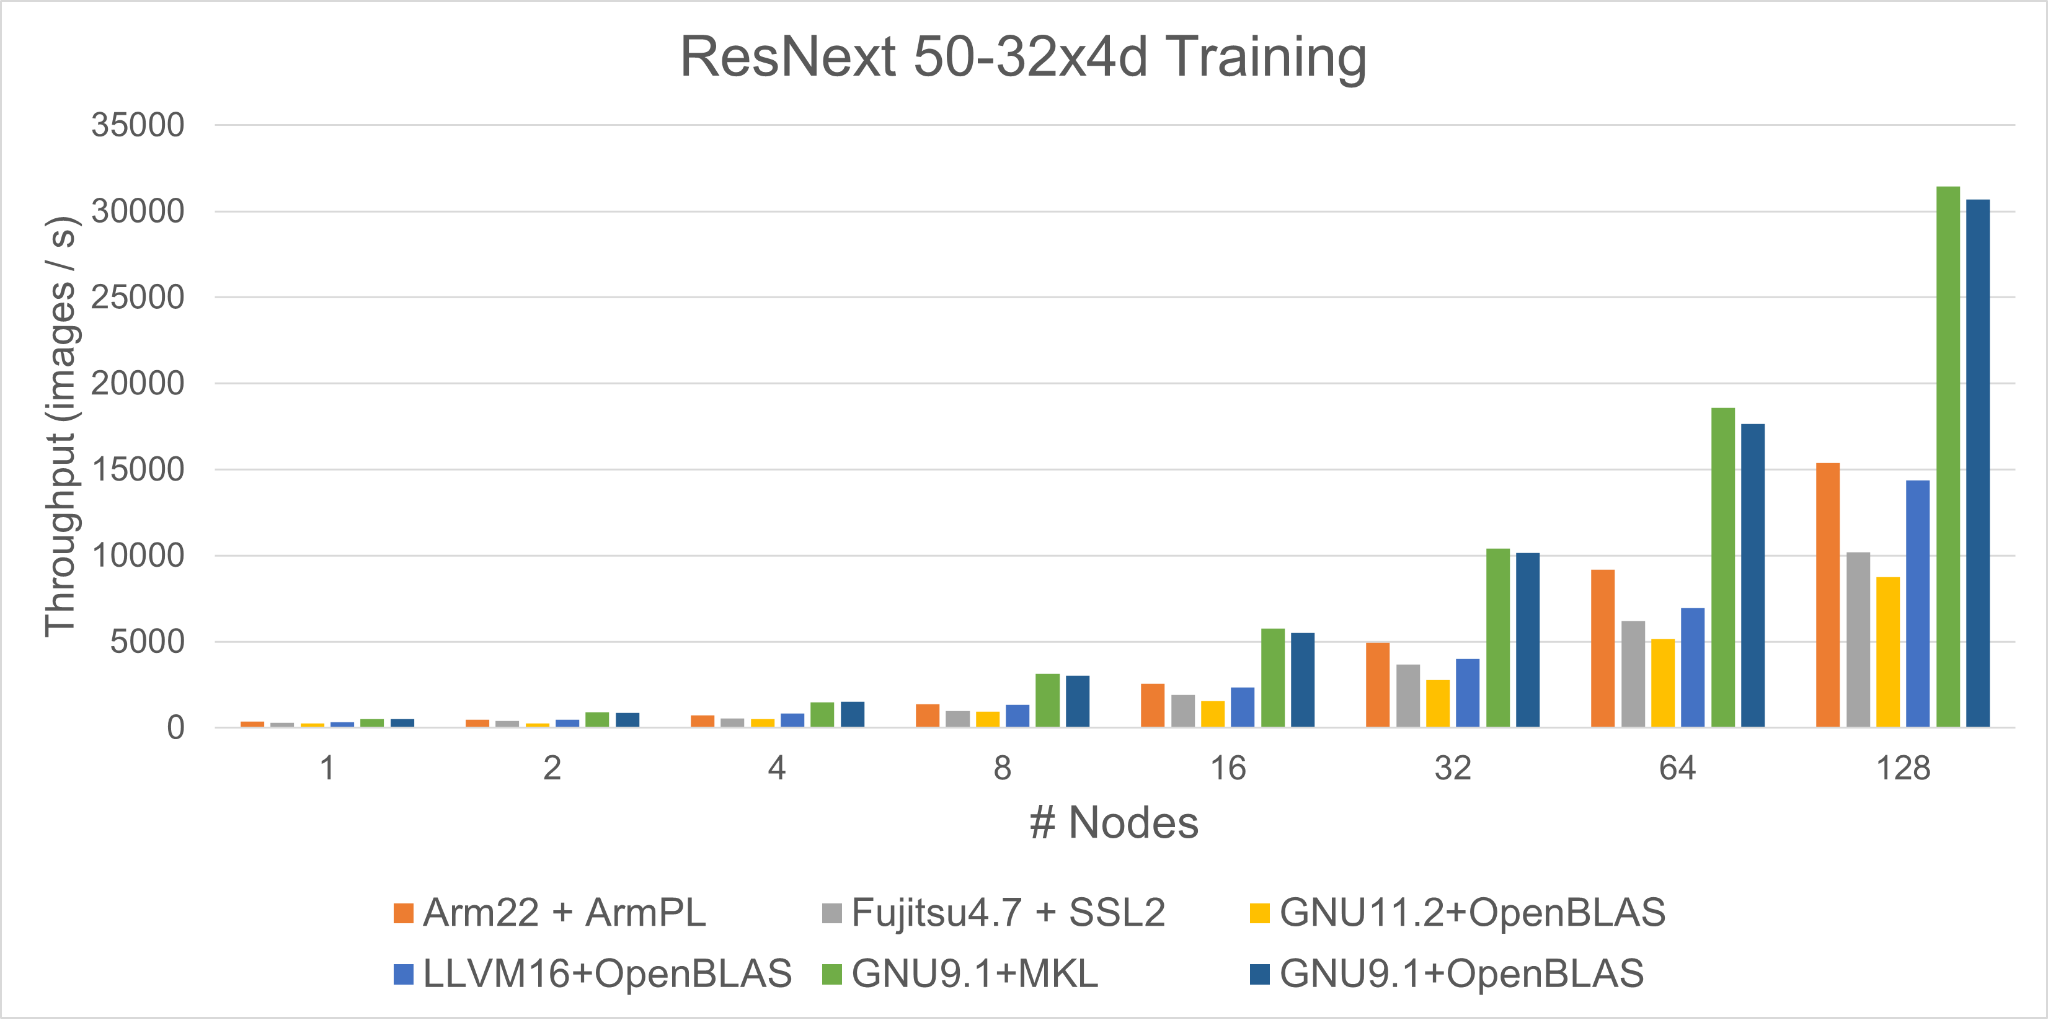 ResNext 50-32x4d Training
Throughput (images / s)
35000
30000
25000
20000
15000
10000
5000
0
1 2 4 8 16 32 64 128
# Nodes
Arm22 + ArmPL Fujitsu4.7 + SSL2 GNU11.2+OpenBLAS
LLVM16+OpenBLAS GNU9.1+MKL GNU9.1+OpenBLAS